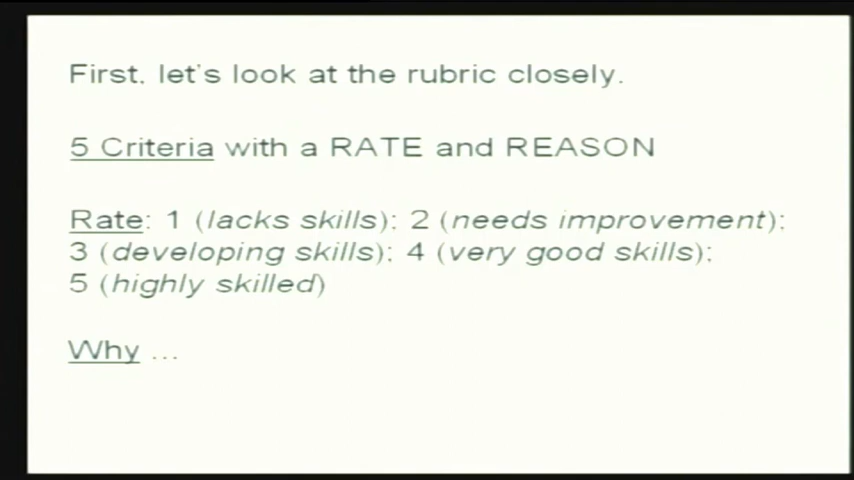 First, let's look at the rubric closely.
5 Criteria with a RATE and REASON
Rate: 1 (lacks skills); 2 (needs improvement);
3 (developing skills); 4 (very good skills);
5 (highly skilled)
Why ...